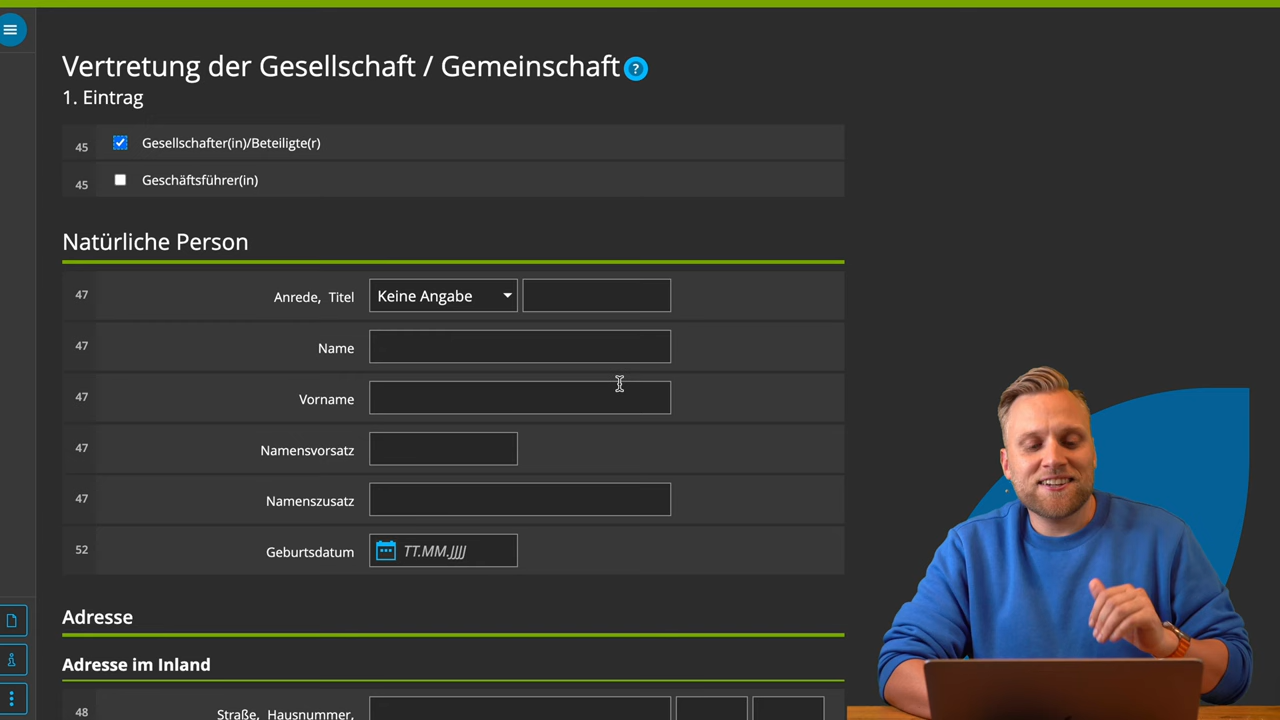 Vertretung der Gesellschaft / Gemeinschaft ?
1. Eintrag
45 Gesellschafter(in)/Beteiligte(r)
45 Geschäftsführer(in)
Natürliche Person
47 Anrede, Titel Keine Angabe
47 Name
47 Vorname
47 Namensvorsatz
47 Namenszusatz
52 Geburtsdatum TT.MM.JJJJ
Adresse
Adresse im Inland
48 Straße, Hausnummer,